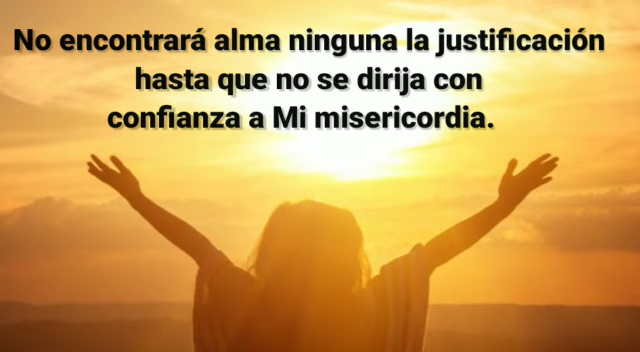 No encontrará alma ninguna la justificación
hasta que no se dirija con
confianza a Mi misericordia.